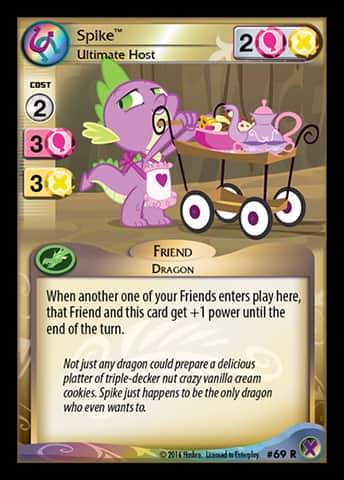 Spike™
Ultimate Host
2
COST
2
3
3
FRIEND
DRAGON
When another one of your Friends enters play here,
that Friend and this card get +1 power until the
end of the turn.
Not just any dragon could prepare a delicious
platter of triple-decker nut crazy vanilla cream
cookies. Spike just happens to be the only dragon
who even wants to.
© 2016 Hasbro. Licensed to Enterplay.
#69 R